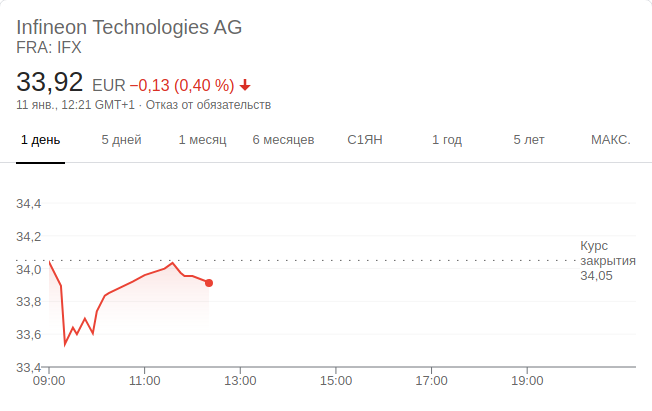 Infineon Technologies AG
FRA: IFX
33,92 EUR −0,13 (0,40 %)
11 янв., 12:21 GMT+1 · Отказ от обязательств
1 день 5 дней 1 месяц 6 месяцев С1ЯН 1 год 5 лет МАКС.
34,4
34,2
34,0
33,8
33,6
33,4
Курс
закрытия
34,05
09:00 11:00 13:00 15:00 17:00 19:00